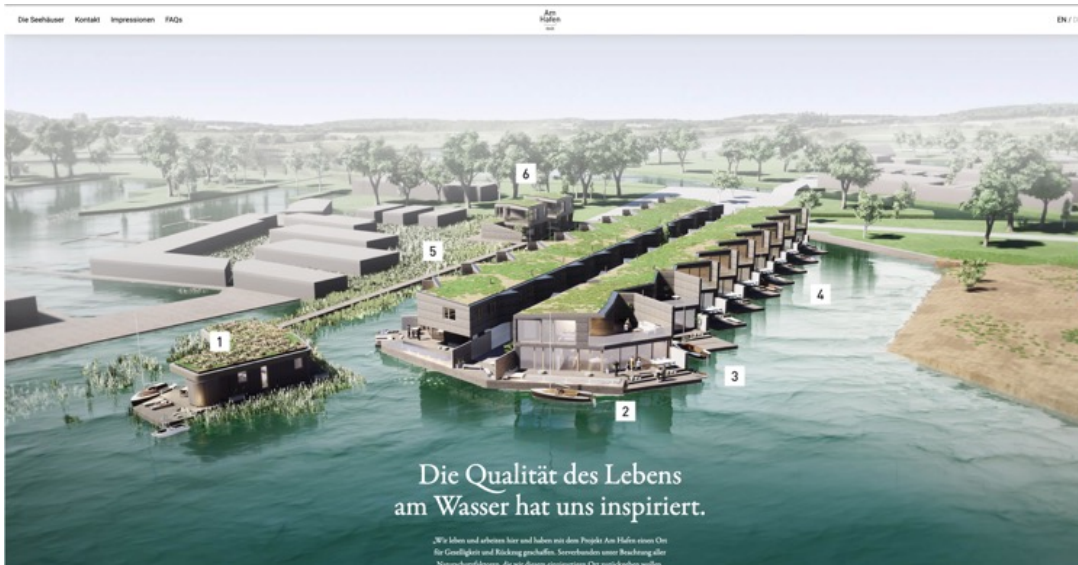 Die Seehäuser Kontakt Impressionen FAQs
Am
Hafen
EN /
6
5
4
1
3
2
Die Qualität des Lebens
am Wasser hat uns inspiriert.
„Wir leben und arbeiten hier und haben mit dem Projekt Am Hafen einen Ort
für Geselligkeit und Rückzug geschaffen. Seeverbunden unter Beachtung aller